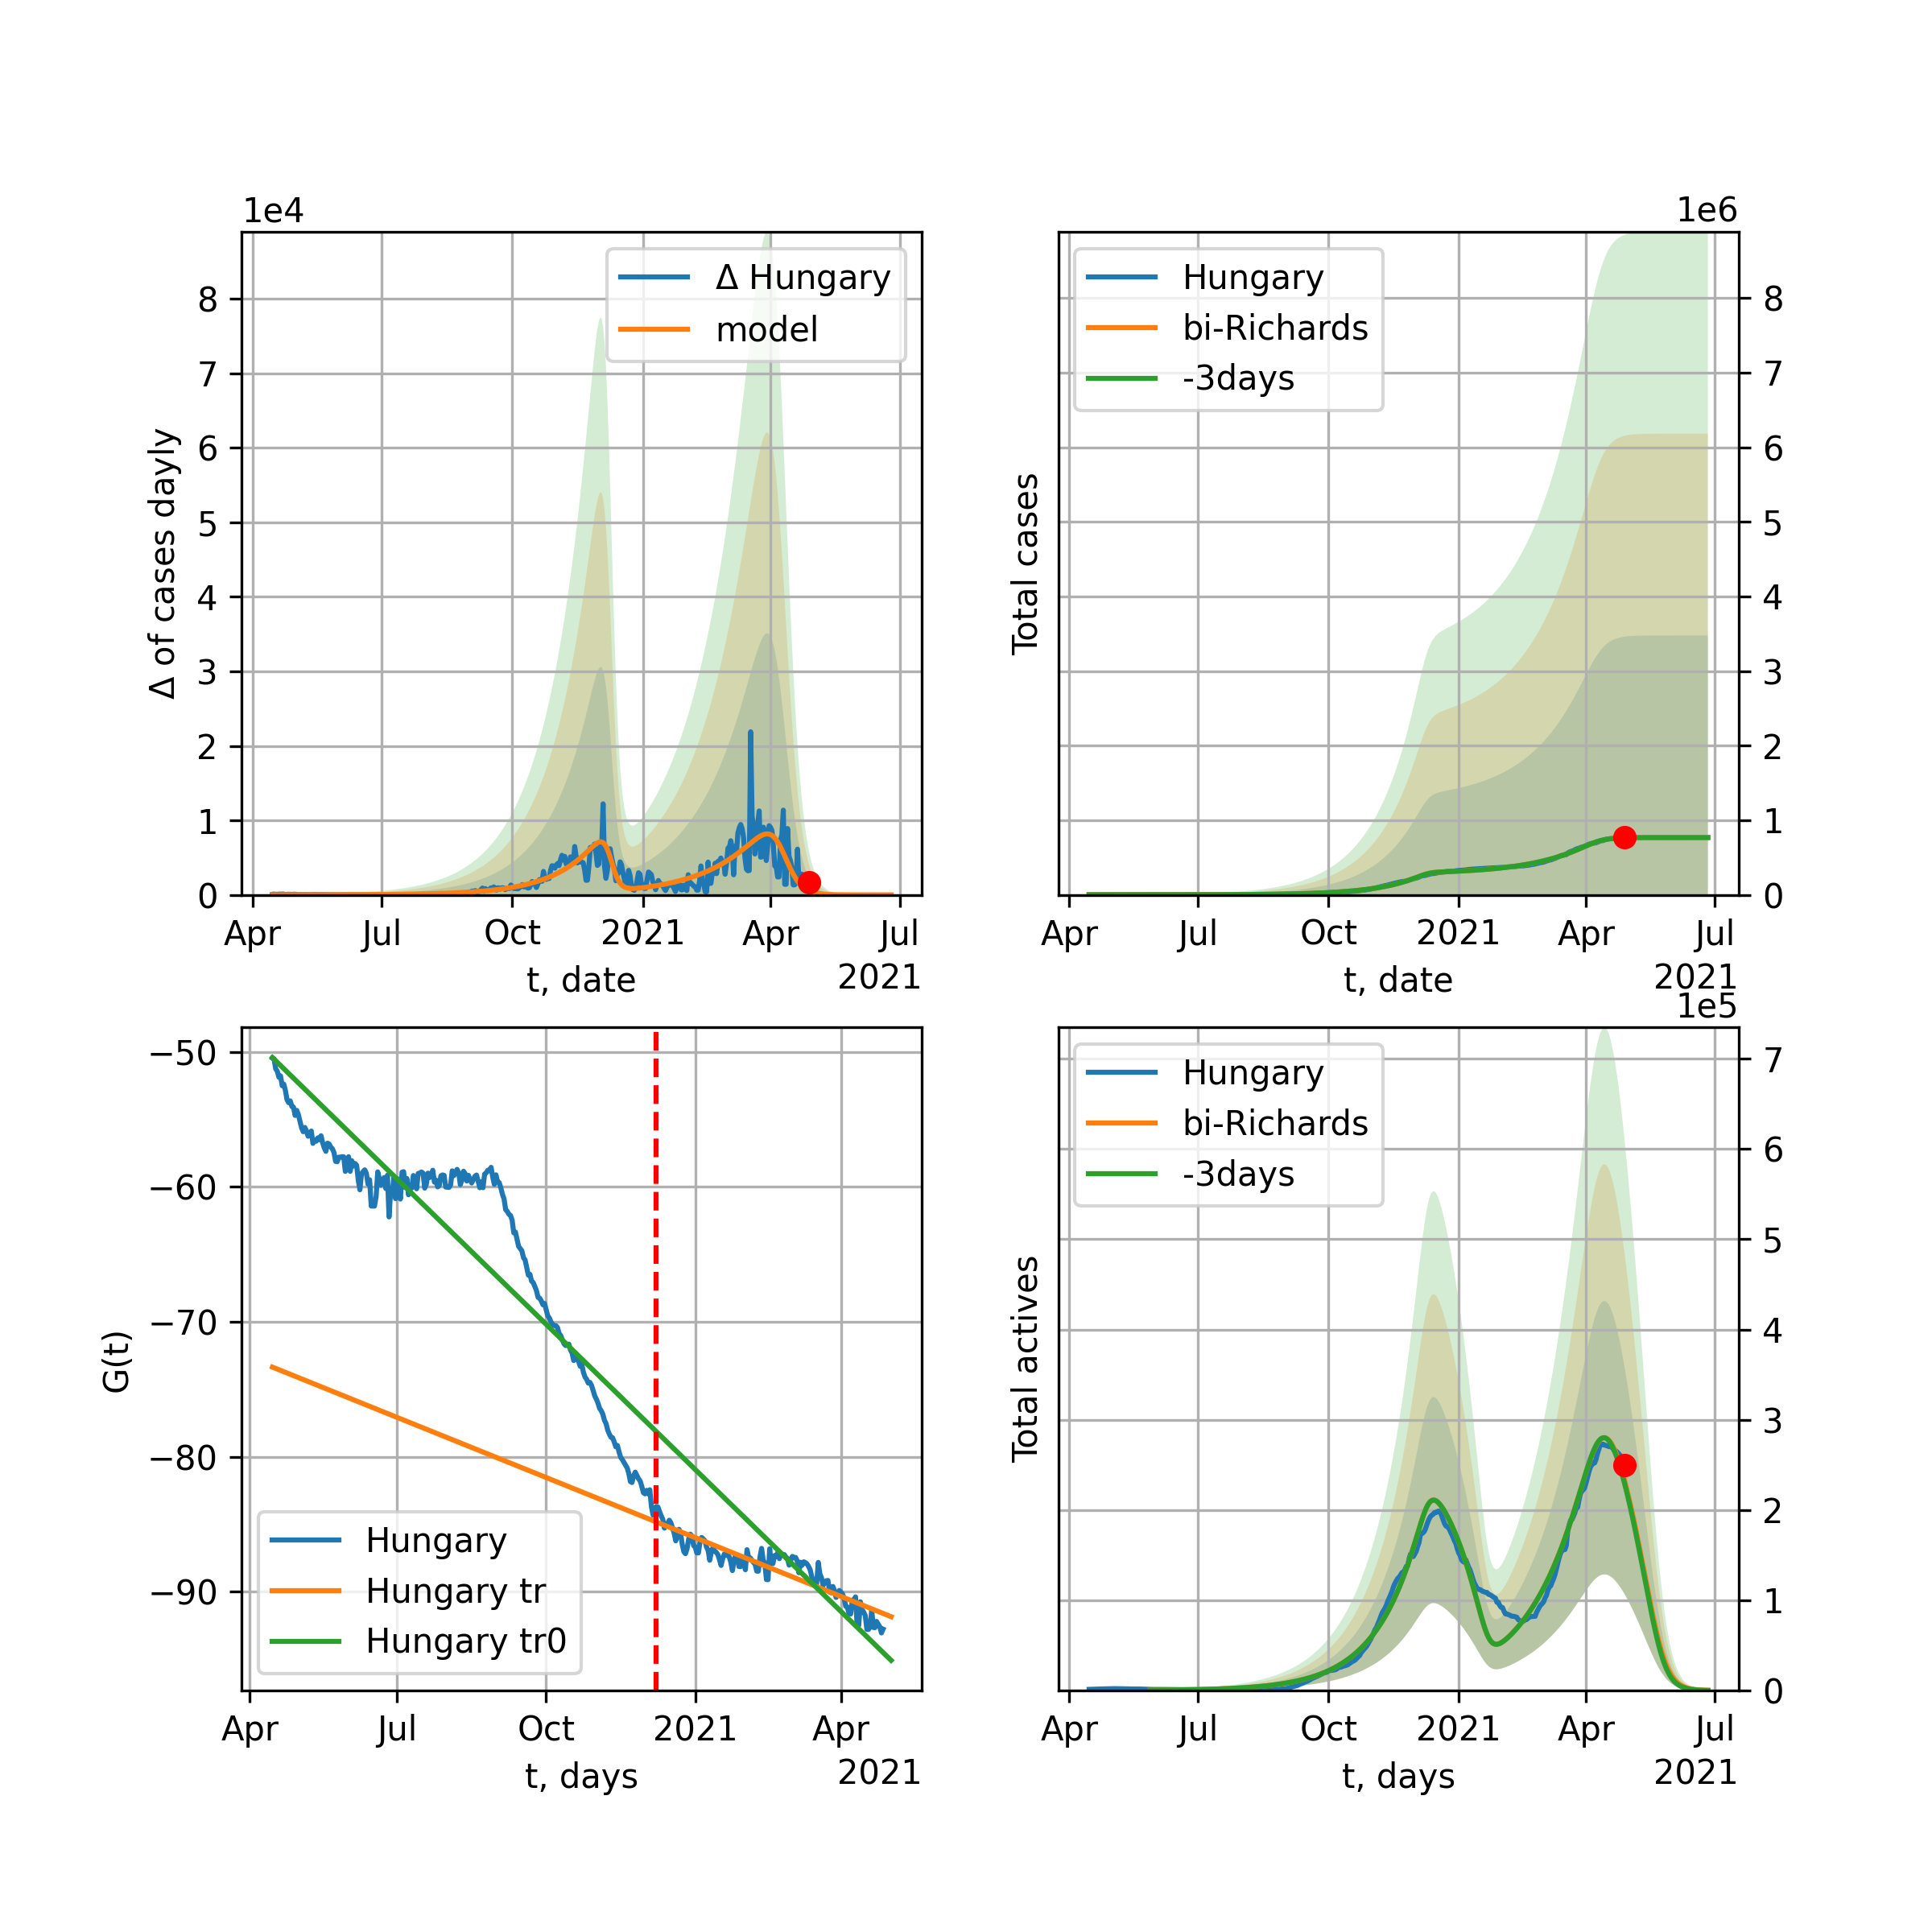 1e4
Δ of cases dayly
8
7
6
5
4
3
2
1
0
Δ Hungary
model
Apr Jul Oct 2021 Apr Jul
t, date
2021
1e6
Total cases
Hungary
bi-Richards
-3days
8
7
6
5
4
3
2
1
0
Apr Jul Oct 2021 Apr Jul
t, date
2021
G(t)
−50
−60
−70
−80
−90
Hungary
Hungary tr
Hungary tr0
Apr Jul Oct 2021 Apr
t, days
2021
1e5
Total actives
Hungary
bi-Richards
-3days
7
6
5
4
3
2
1
0
Apr Jul Oct 2021 Apr Jul
t, days
2021